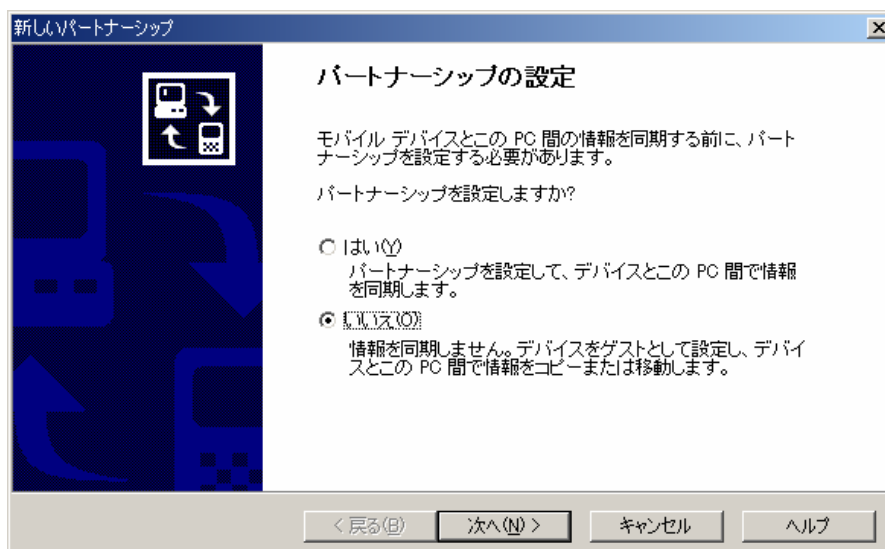 新しいパートナーシップ
パートナーシップの設定
モバイル デバイスとこの PC 間の情報を同期する前に、パート
ナーシップを設定する必要があります。
パートナーシップを設定しますか?
はい(Y)
パートナーシップを設定して、デバイスとこの PC 間で情報
を同期します。
いいえ(O)
情報を同期しません。デバイスをゲストとして設定し、デバイ
スとこの PC 間で情報をコピーまたは移動します。
< 戻る(B)
次へ(N) >
キャンセル
ヘルプ